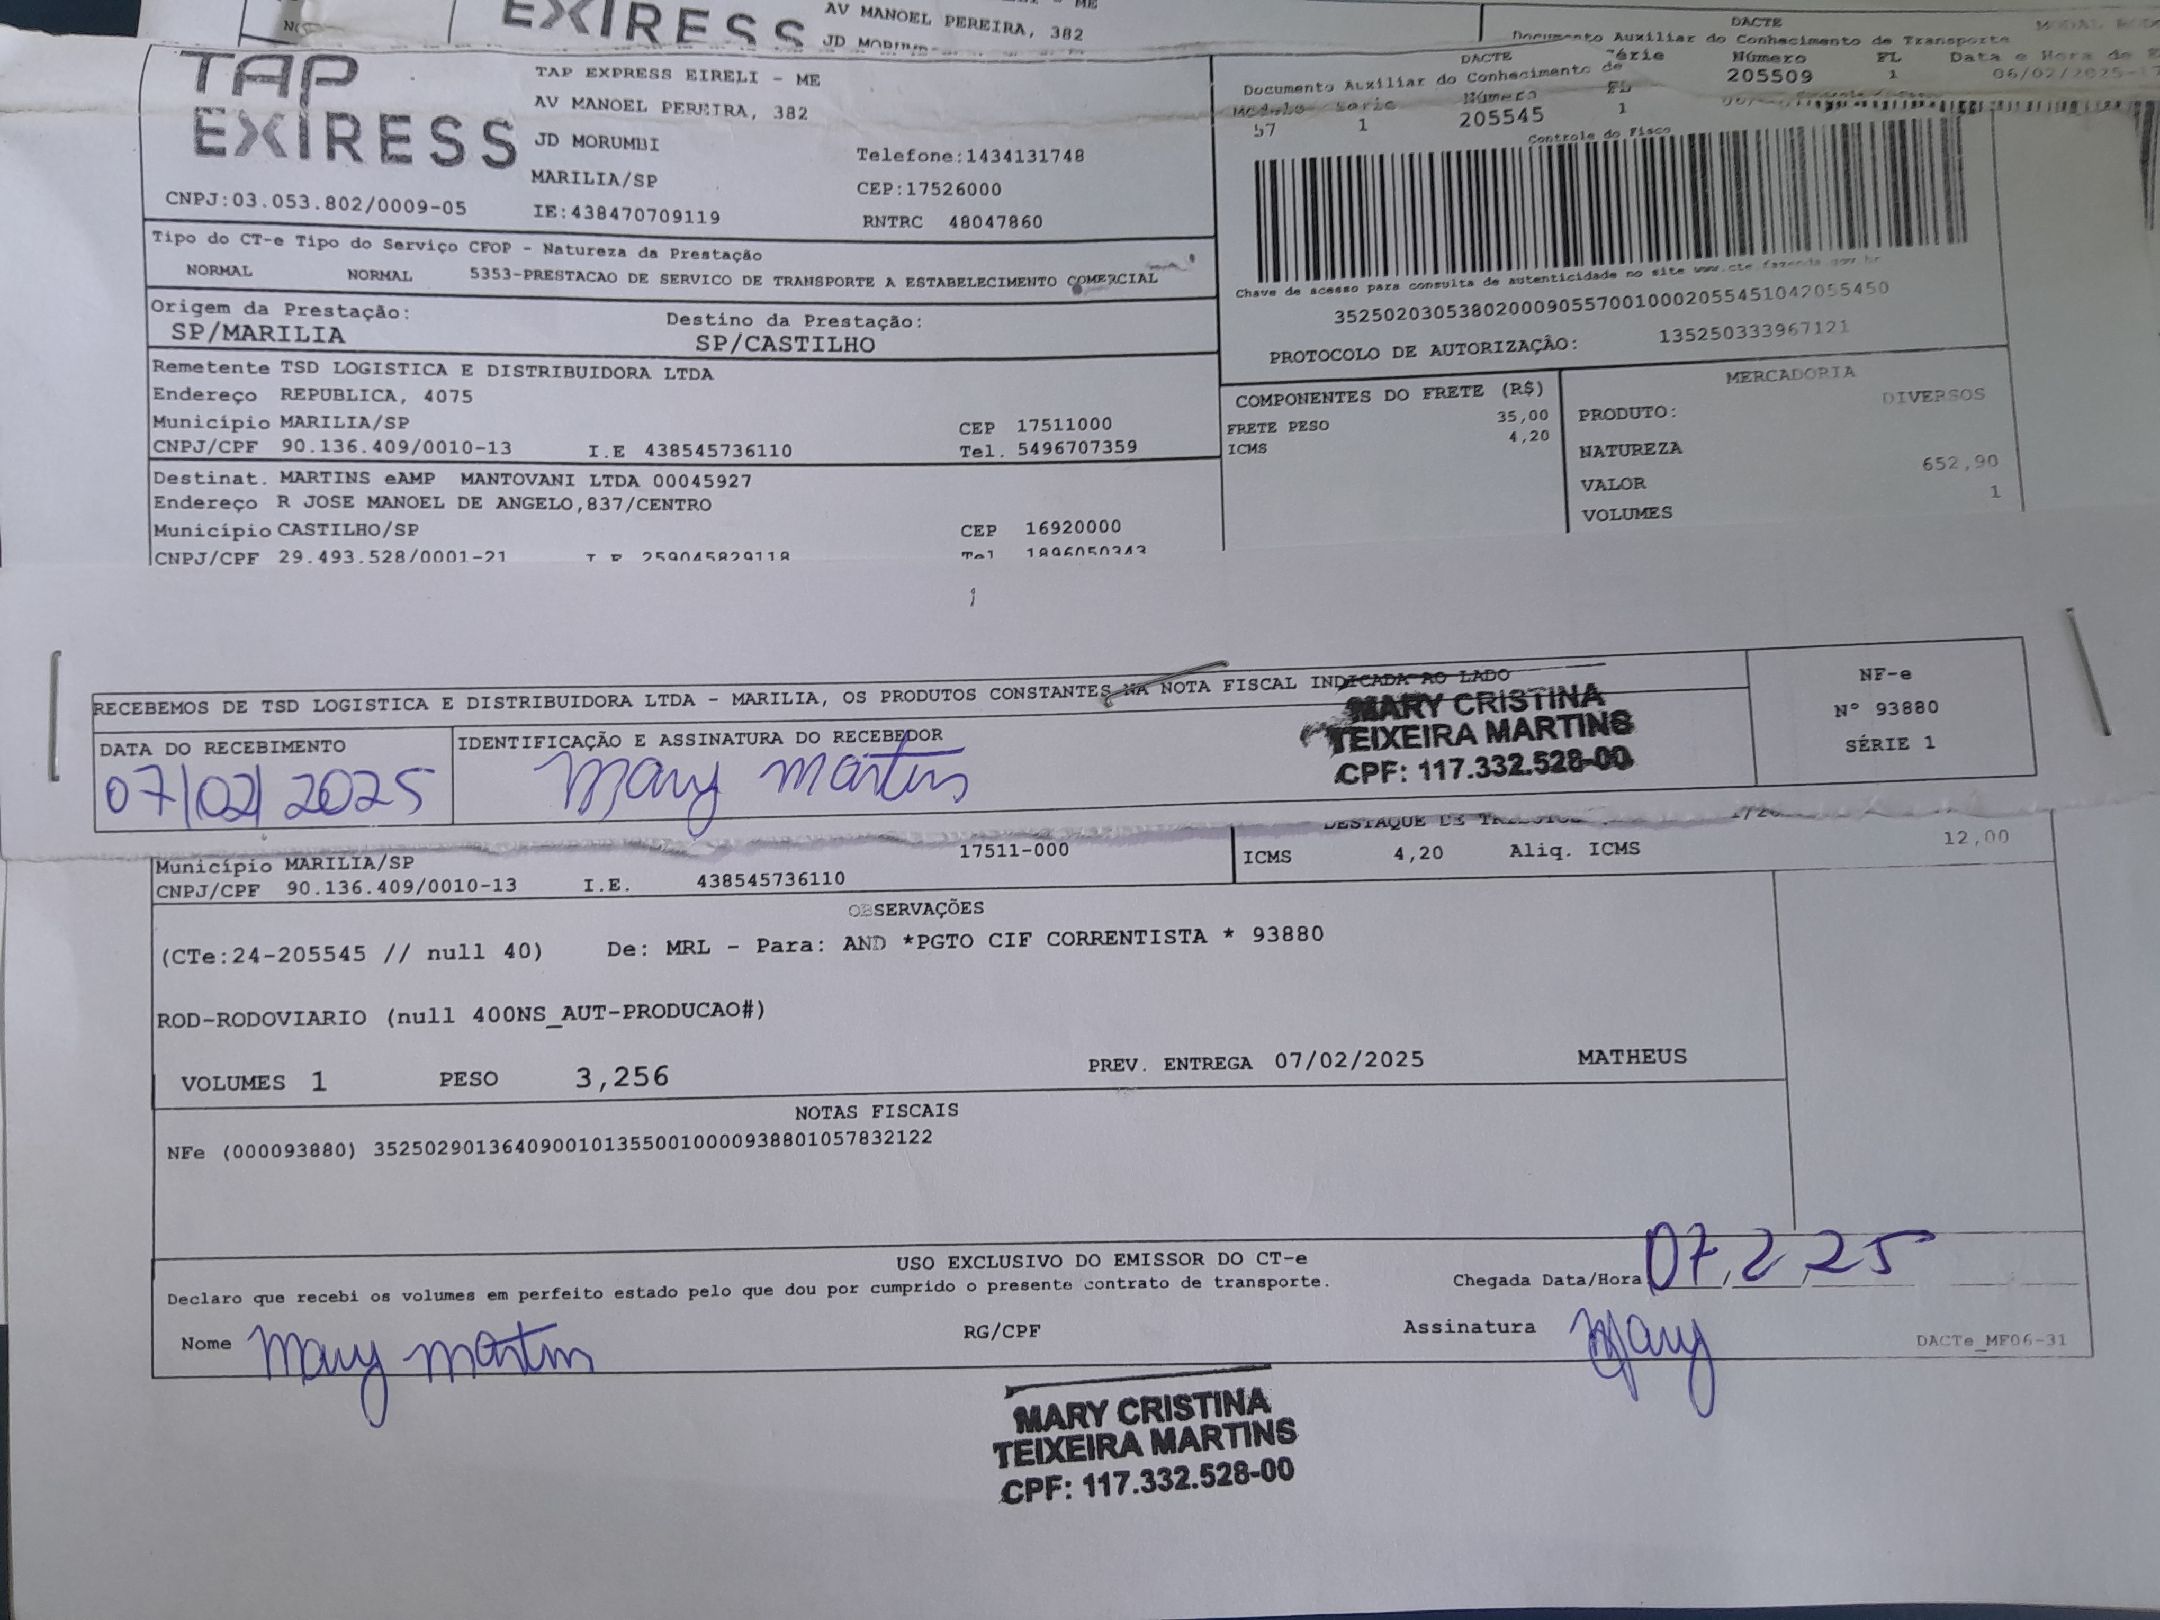 EXIRESS
AV MANOEL PEREIRA, 382
DACTE
Documento Auxiliar do Conhecimento de Transporte
Número FL
205509 1
06/02/2025
TAP
EXIRESS
CNPJ:03.053.802/0009-05
TAP EXPRESS EIRELI - ME
AV MANOEL PEREIRA, 382
JD MORUMBI
MARILIA/SP
IE:438470709119
Telefone:1434131748
CEP:17526000
RNTRC 48047860
DACTE
Documento Auxiliar do Conhecimento de
Modelo Serie Número FL
57 1 205545 1
Controle do Fisco
Chave de acesso para consulta de autenticidade no site www.cte.fazenda.gov.br
35250203053802000905570010002055451042055450
PROTOCOLO DE AUTORIZAÇÃO: 135250333967121
Tipo do CT-e Tipo do Serviço CFOP - Natureza da Prestação
NORMAL NORMAL 5353-PRESTACAO DE SERVICO DE TRANSPORTE A ESTABELECIMENTO COMERCIAL
Origem da Prestação: Destino da Prestação:
SP/MARILIA SP/CASTILHO
Remetente TSD LOGISTICA E DISTRIBUIDORA LTDA
Endereço REPUBLICA, 4075
Município MARILIA/SP CEP 17511000
CNPJ/CPF 90.136.409/0010-13 I.E 438545736110 Tel. 5496707359
Destinat. MARTINS eAMP MANTOVANI LTDA 00045927
Endereço R JOSE MANOEL DE ANGELO,837/CENTRO
Município CASTILHO/SP CEP 16920000
CNPJ/CPF 29.493.528/0001-21 I.E 259045829118 Tel 1896050343
COMPONENTES DO FRETE (R$)
FRETE PESO 35,00
ICMS 4,20
MERCADORIA
PRODUTO: DIVERSOS
NATUREZA
VALOR 652,90
VOLUMES 1
RECEBEMOS DE TSD LOGISTICA E DISTRIBUIDORA LTDA - MARILIA, OS PRODUTOS CONSTANTES NA NOTA FISCAL INDICADA AO LADO
DATA DO RECEBIMENTO
07/02/2025
IDENTIFICAÇÃO E ASSINATURA DO RECEBEDOR
Mary Martins
MARY CRISTINA
TEIXEIRA MARTINS
CPF: 117.332.528-00
NF-e
N° 93880
SÉRIE 1
Município MARILIA/SP 17511-000
CNPJ/CPF 90.136.409/0010-13 I.E. 438545736110
ICMS 4,20 Aliq. ICMS 12,00
OBSERVAÇÕES
(CTe:24-205545 // null 40) De: MRL - Para: AND *PGTO CIF CORRENTISTA * 93880
ROD-RODOVIARIO (null 400NS_AUT-PRODUCAO#)
VOLUMES 1 PESO 3,256 PREV. ENTREGA 07/02/2025 MATHEUS
NOTAS FISCAIS
NFe (000093880) 35250290136409001013550010000938801057832122
USO EXCLUSIVO DO EMISSOR DO CT-e
Declaro que recebi os volumes em perfeito estado pelo que dou por cumprido o presente contrato de transporte.
Chegada Data/Hora 07/2/25
Nome Mary Martins RG/CPF Assinatura Mary
DACTe_MF06-31
MARY CRISTINA
TEIXEIRA MARTINS
CPF: 117.332.528-00